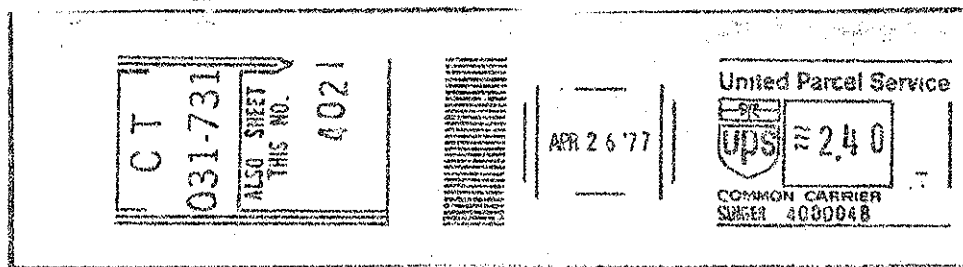 CT
031-731
ALSO SHEET
THIS NO.
402
APR 26 '77
United Parcel Service
ups
≈2.40
COMMON CARRIER
4000048